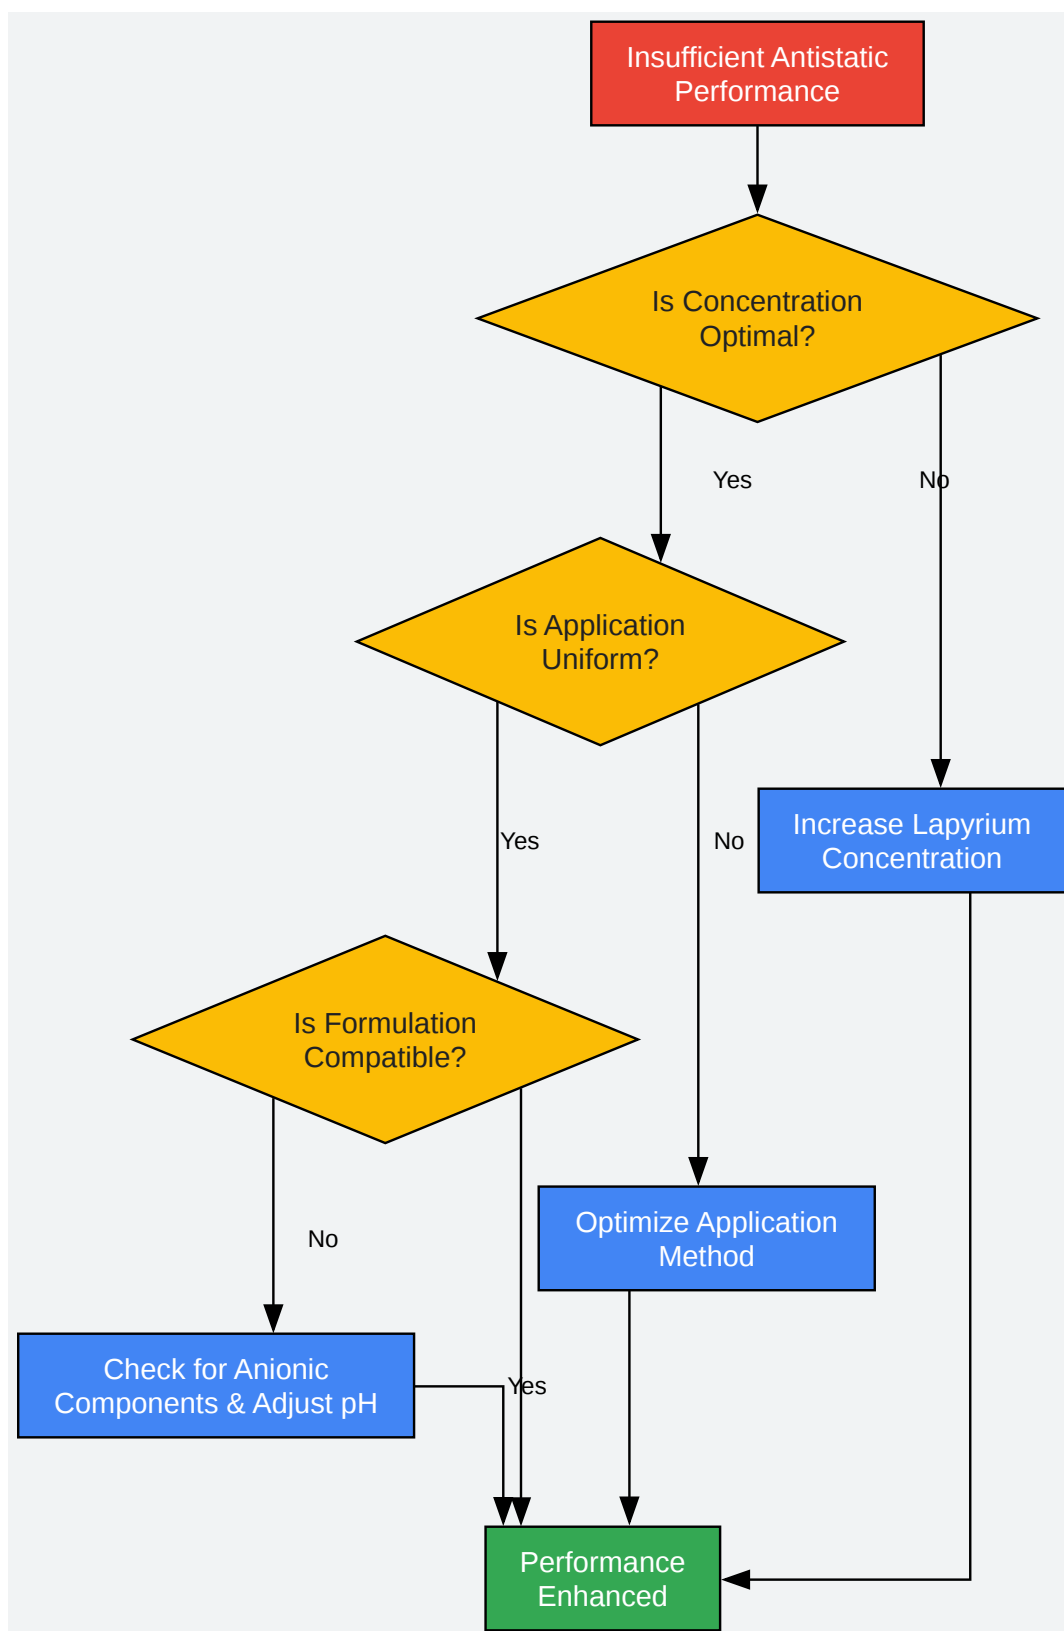 Insufficient Antistatic
Performance
Is Concentration
Optimal?
Yes
No
Is Application
Uniform?
Increase Lapyrium
Concentration
Yes
No
Is Formulation
Compatible?
No
Optimize Application
Method
Check for Anionic
Components & Adjust pH
Yes
Performance
Enhanced